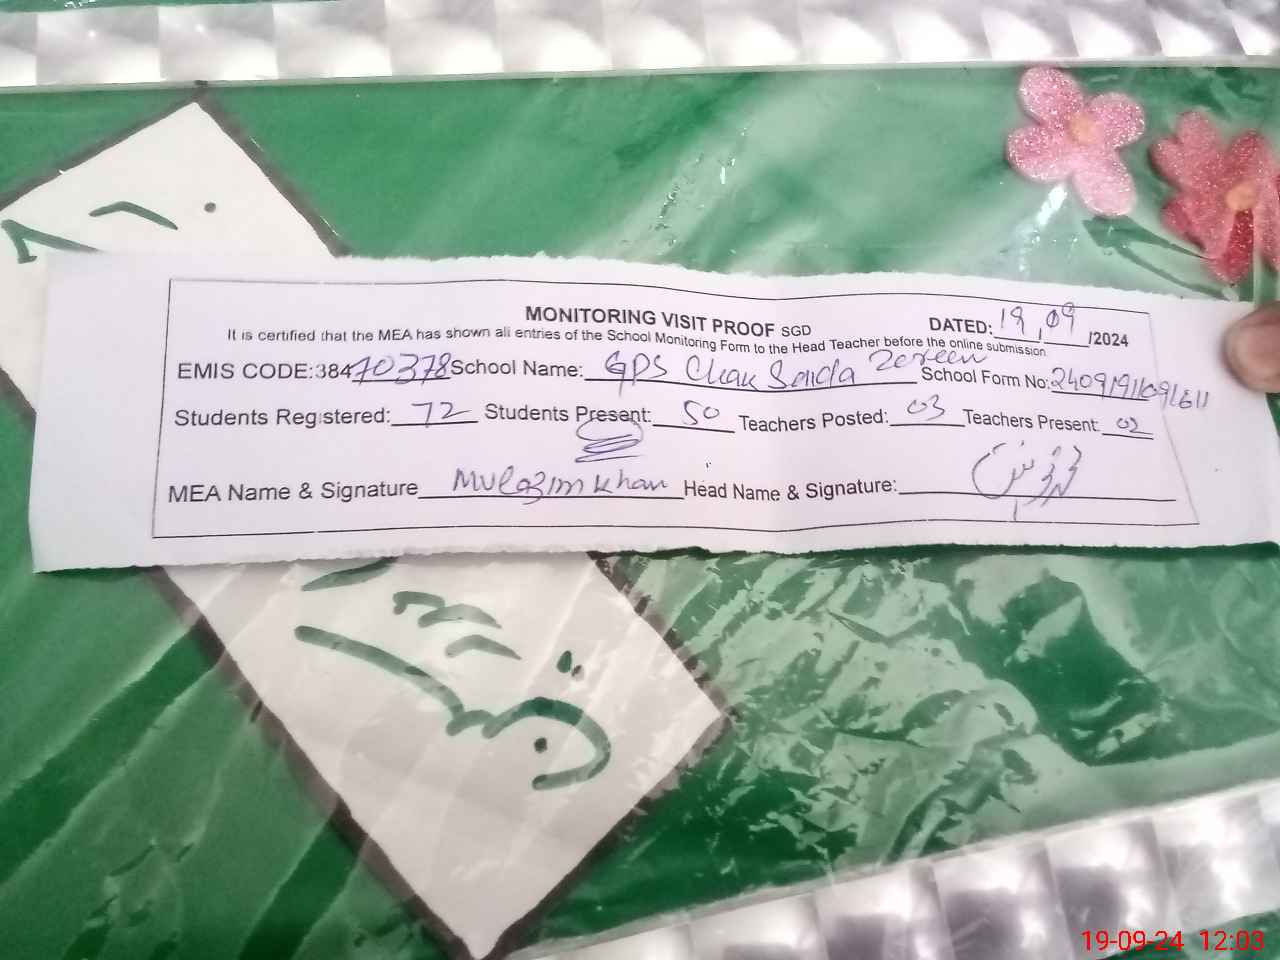 MONITORING VISIT PROOF SGD
DATED: 19,09/2024
It is certified that the MEA has shown all entries of the School Monitoring Form to the Head Teacher before the online submission
EMIS CODE:38470378 School Name: GPS Chak Saida Zereen School Form No: 2409191109161
Students Registered: 72 Students Present: 50 Teachers Posted: 03 Teachers Present: 02
MEA Name & Signature Mulazim Khan Head Name & Signature:
19-09-24 12:03